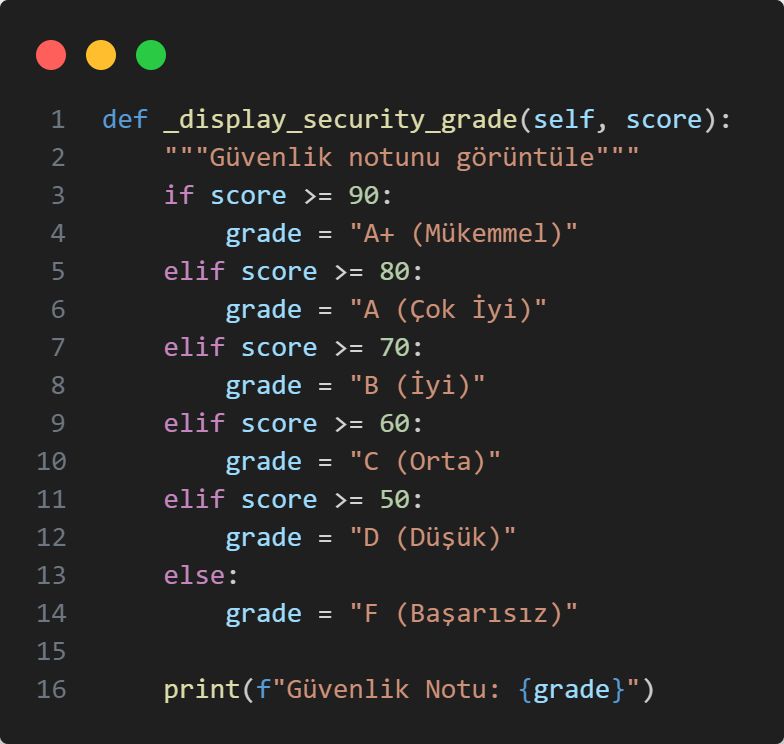 1 def _display_security_grade(self, score):
2     """Güvenlik notunu görüntüle"""
3     if score >= 90:
4         grade = "A+ (Mükemmel)"
5     elif score >= 80:
6         grade = "A (Çok İyi)"
7     elif score >= 70:
8         grade = "B (İyi)"
9     elif score >= 60:
10         grade = "C (Orta)"
11     elif score >= 50:
12         grade = "D (Düşük)"
13     else:
14         grade = "F (Başarısız)"
15
16     print(f"Güvenlik Notu: {grade}")